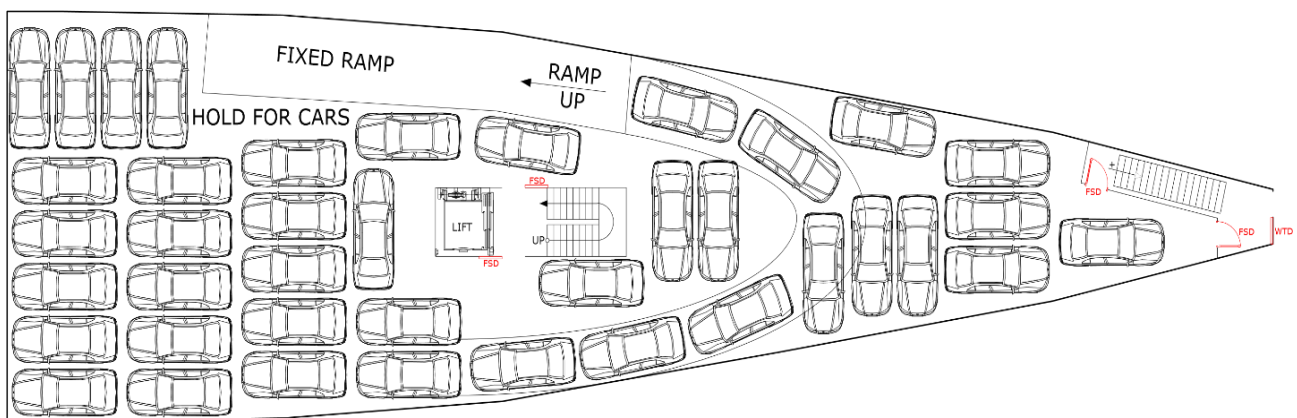 FIXED RAMP
RAMP
UP
HOLD FOR CARS
FSD
LIFT
UP
FSD
FSD
FSD
WTD